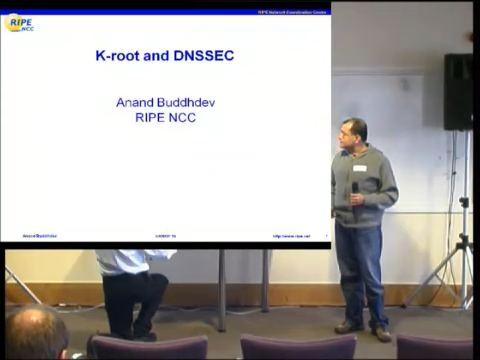 RIPE Network Coordination Centre
RIPE
NCC
K-root and DNSSEC
Anand Buddhdev
RIPE NCC
Anand Buddhdev
http://www.ripe.net
1